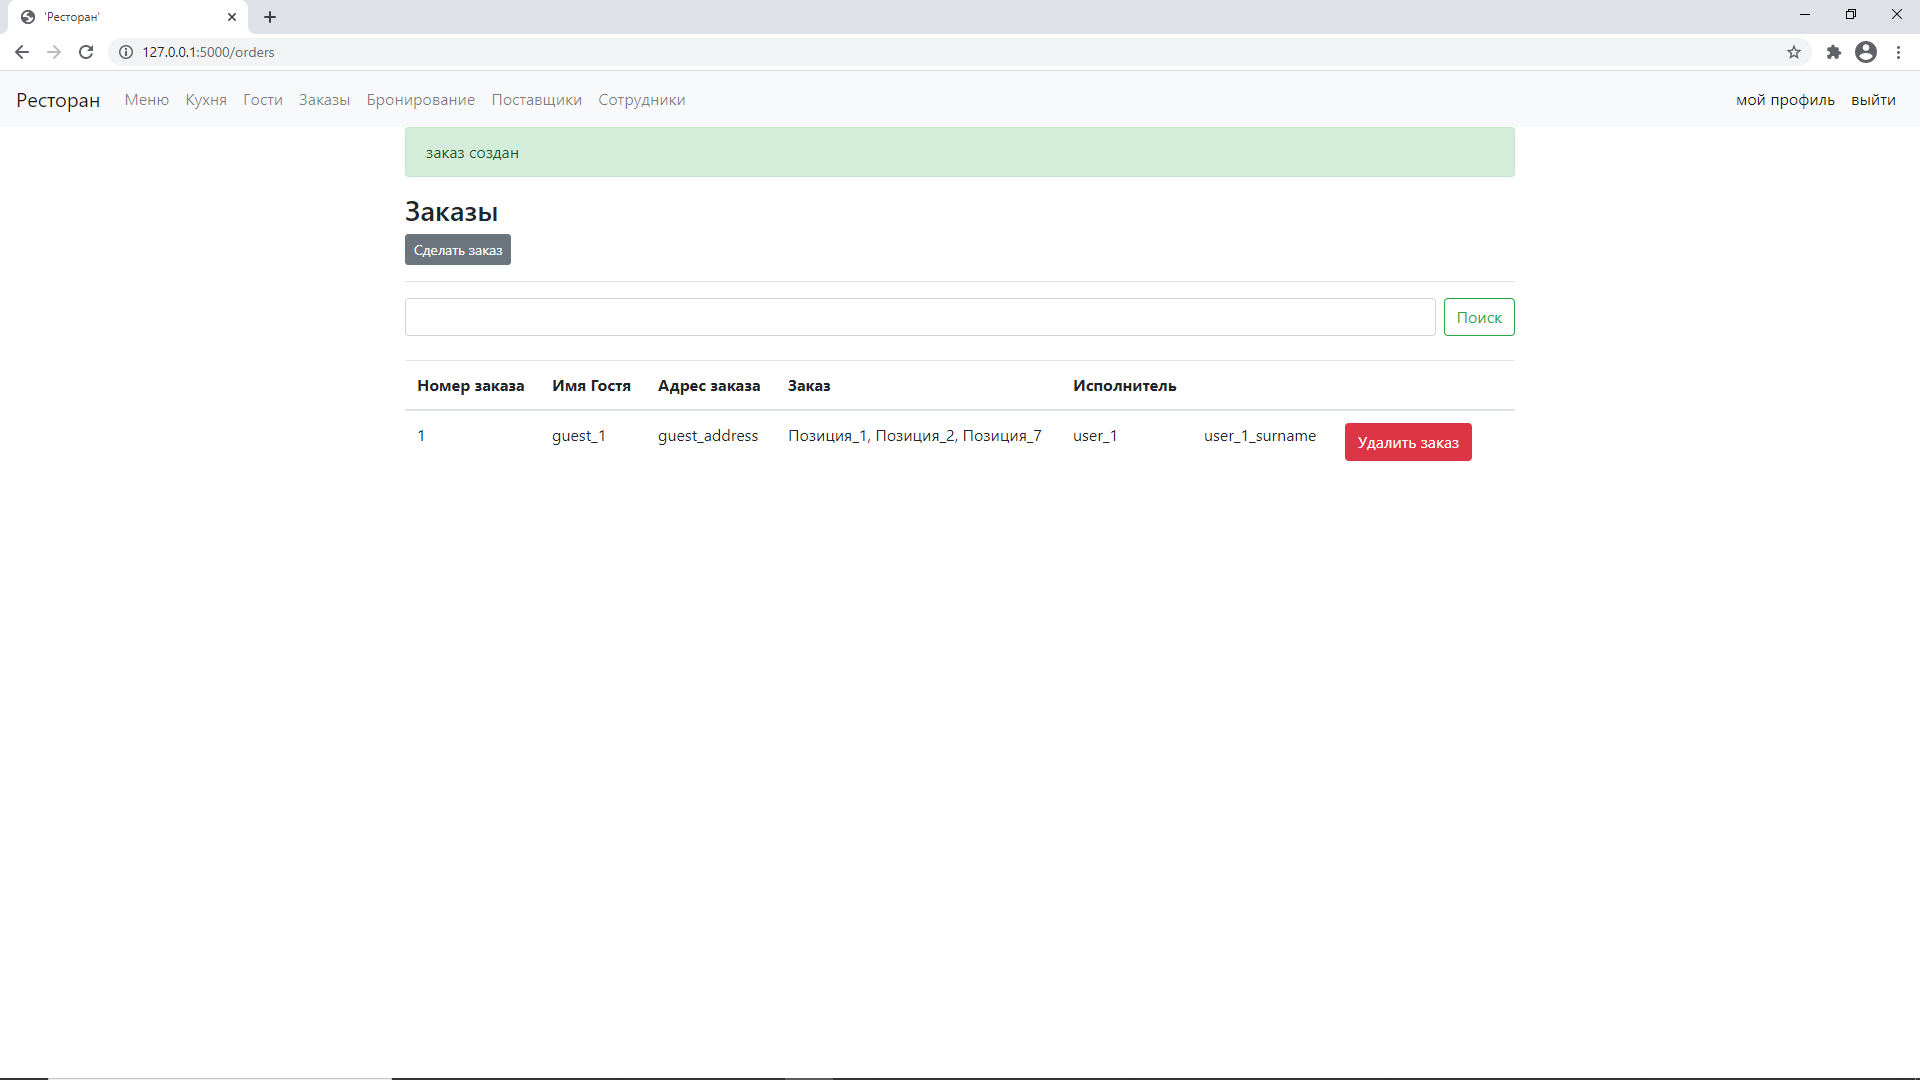 'Ресторан'
127.0.0.1:5000/orders
Ресторан Меню Кухня Гости Заказы Бронирование Поставщики Сотрудники мой профиль выйти
заказ создан
Заказы
Сделать заказ
Поиск
Номер заказа Имя Гостя Адрес заказа Заказ Исполнитель
1 guest_1 guest_address Позиция_1, Позиция_2, Позиция_7 user_1 user_1_surname Удалить заказ